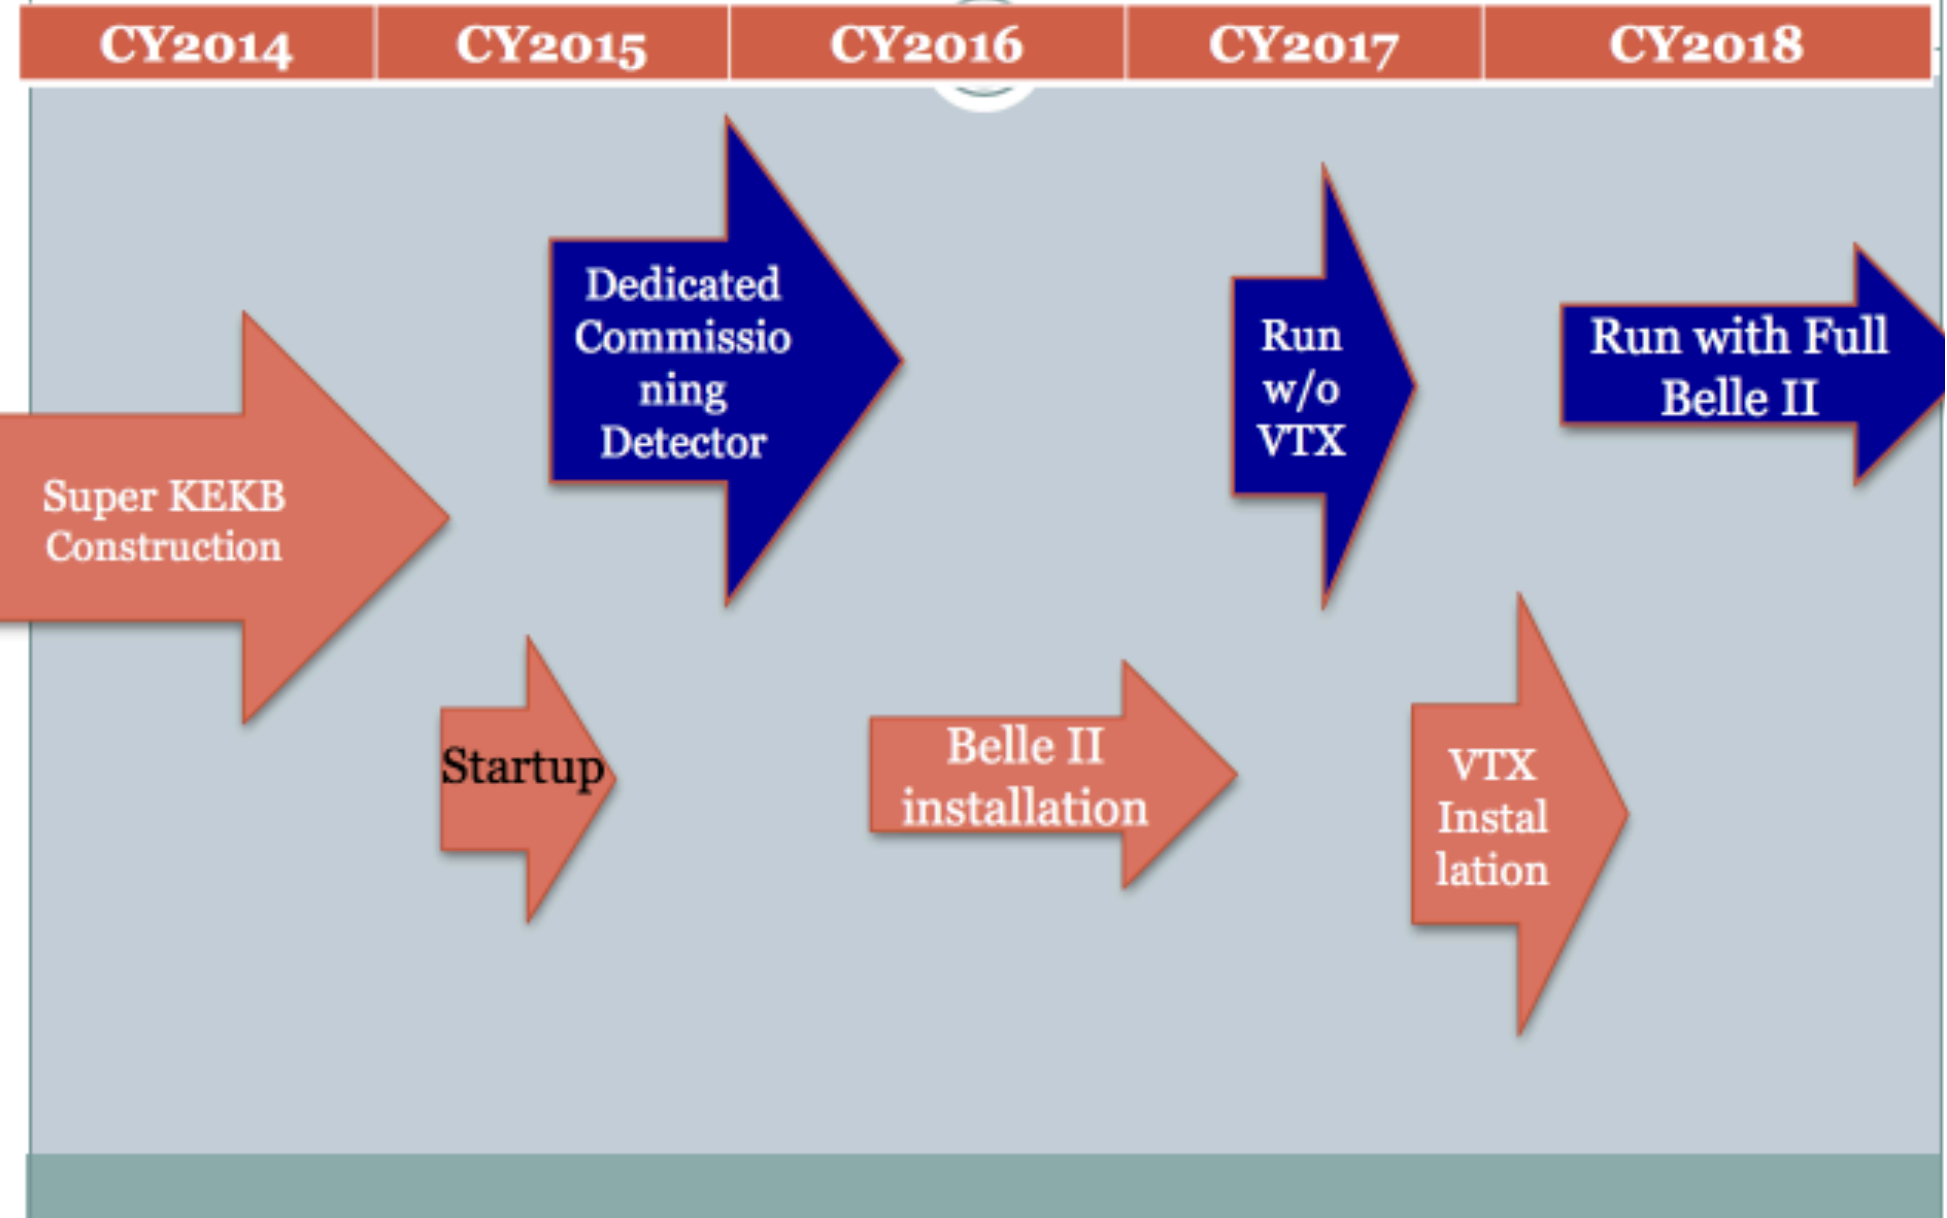 CY2014 CY2015 CY2016 CY2017 CY2018
Dedicated
Commissio
ning
Detector
Run
w/o
VTX
Run with Full
Belle II
Super KEKB
Construction
Startup
Belle II
installation
VTX
Instal
lation